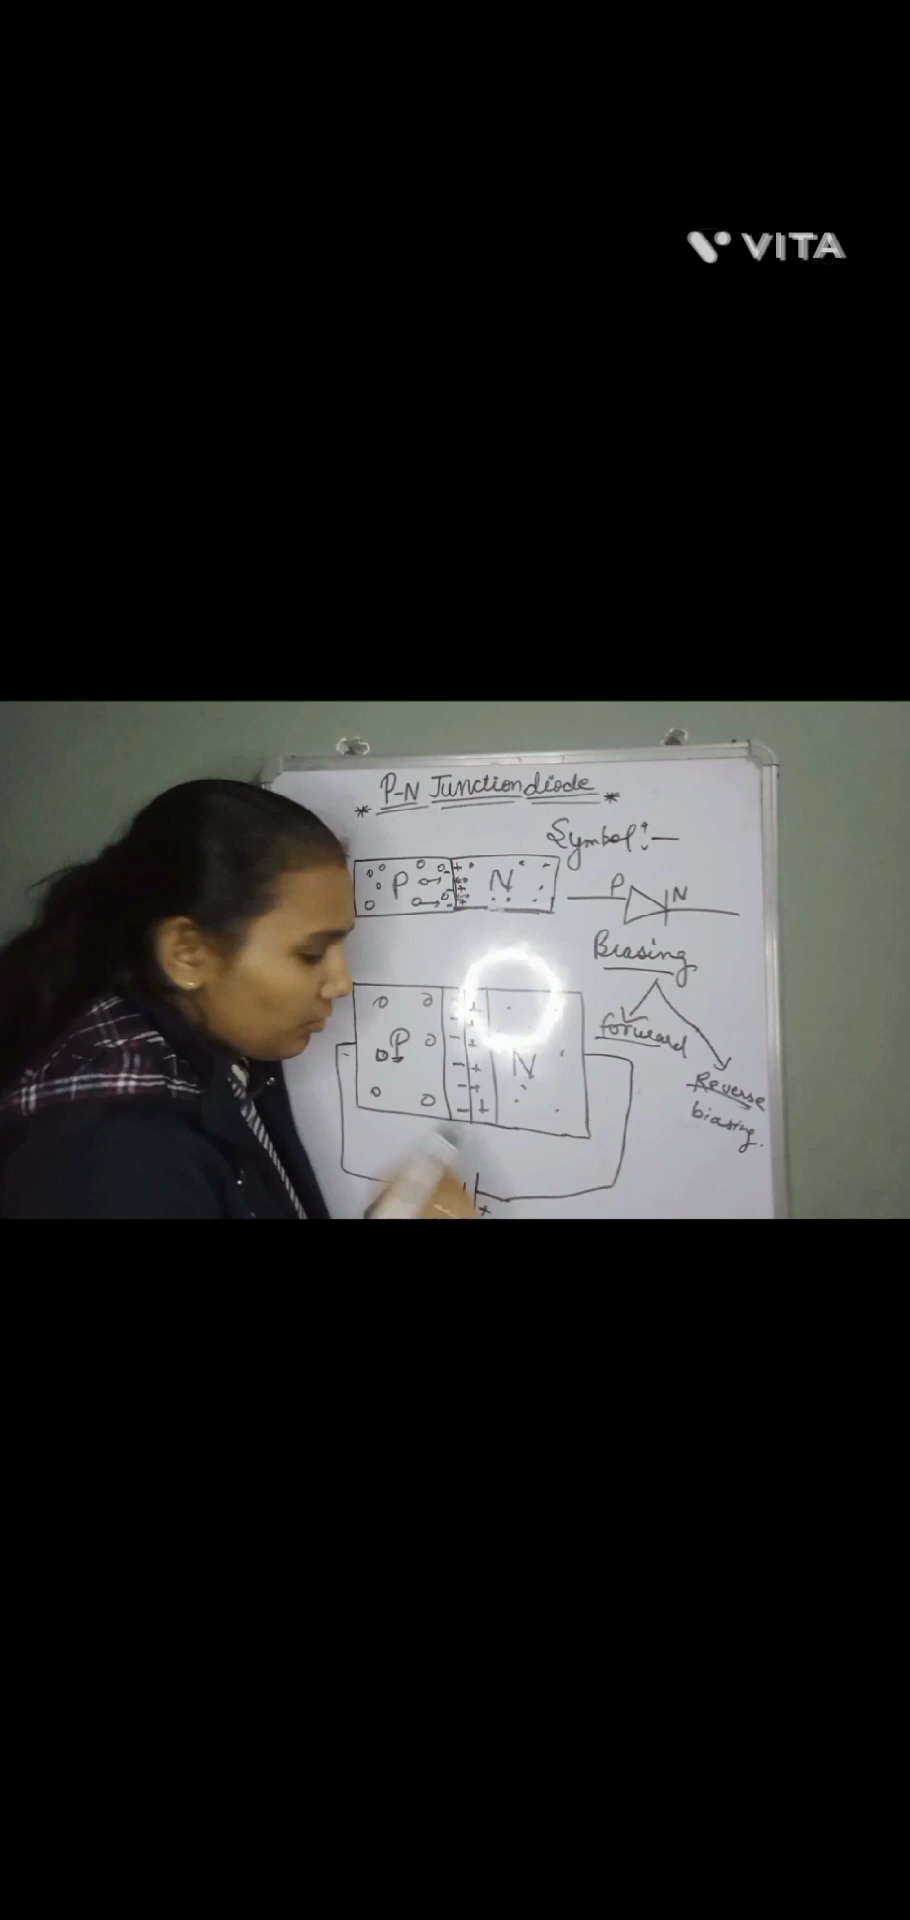 VITA
* P-N Junction diode *
Symbol:-
P N
P N
Biasing
forward
Reverse
biasing.
P N
+